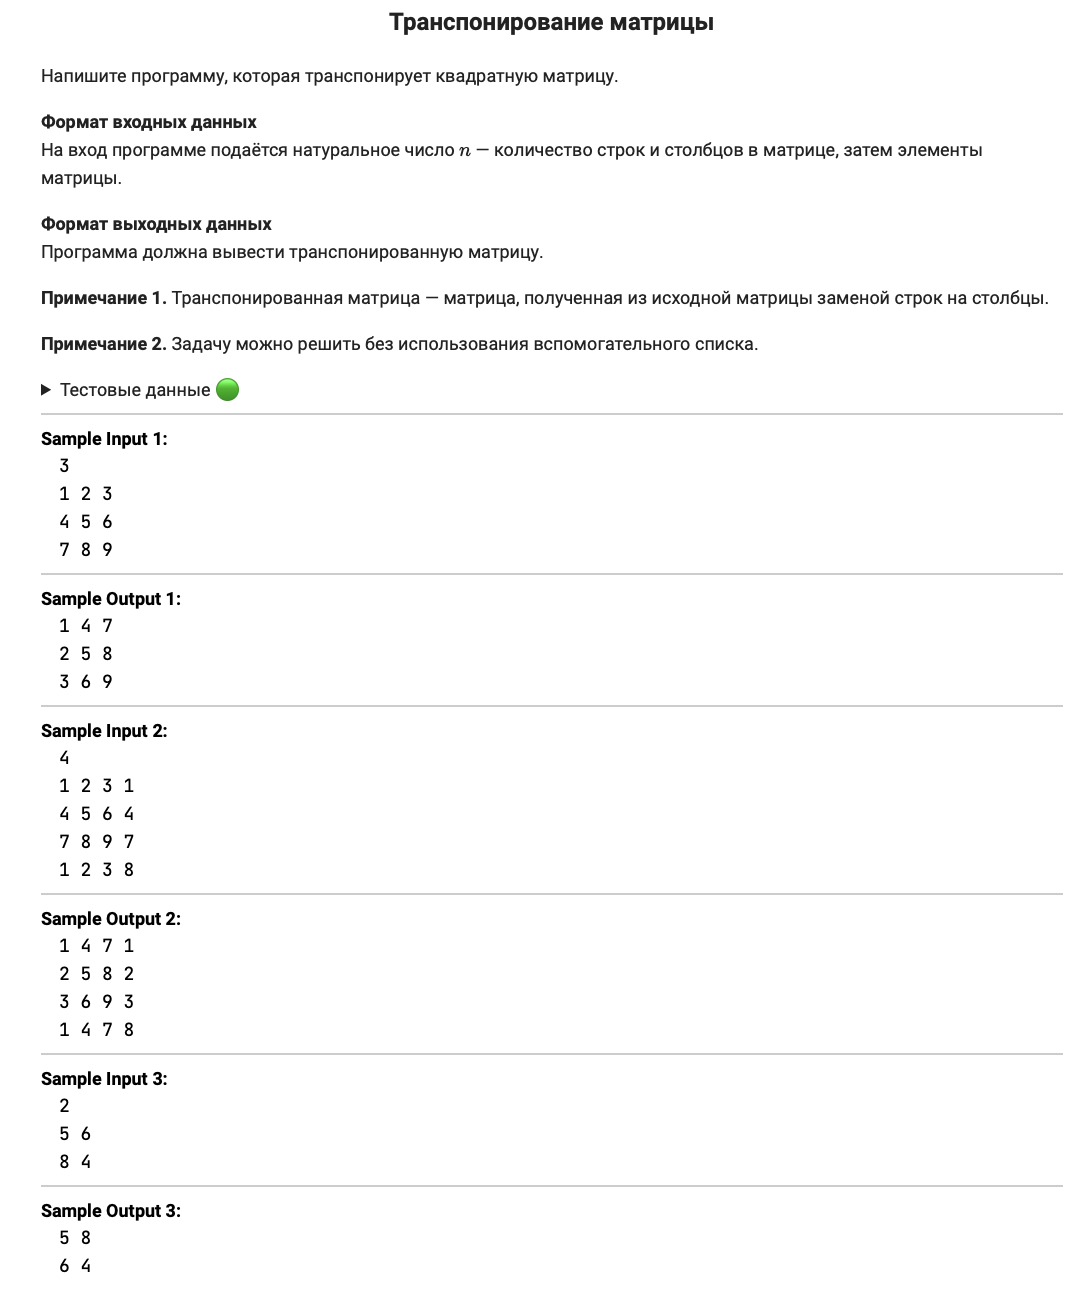 Транспонирование матрицы
Напишите программу, которая транспонирует квадратную матрицу.
Формат входных данных
На вход программе подаётся натуральное число n — количество строк и столбцов в матрице, затем элементы
матрицы.
Формат выходных данных
Программа должна вывести транспонированную матрицу.
Примечание 1. Транспонированная матрица — матрица, полученная из исходной матрицы заменой строк на столбцы.
Примечание 2. Задачу можно решить без использования вспомогательного списка.
Тестовые данные
Sample Input 1:
3
1 2 3
4 5 6
7 8 9
Sample Output 1:
1 4 7
2 5 8
3 6 9
Sample Input 2:
4
1 2 3 1
4 5 6 4
7 8 9 7
1 2 3 8
Sample Output 2:
1 4 7 1
2 5 8 2
3 6 9 3
1 4 7 8
Sample Input 3:
2
5 6
8 4
Sample Output 3:
5 8
6 4